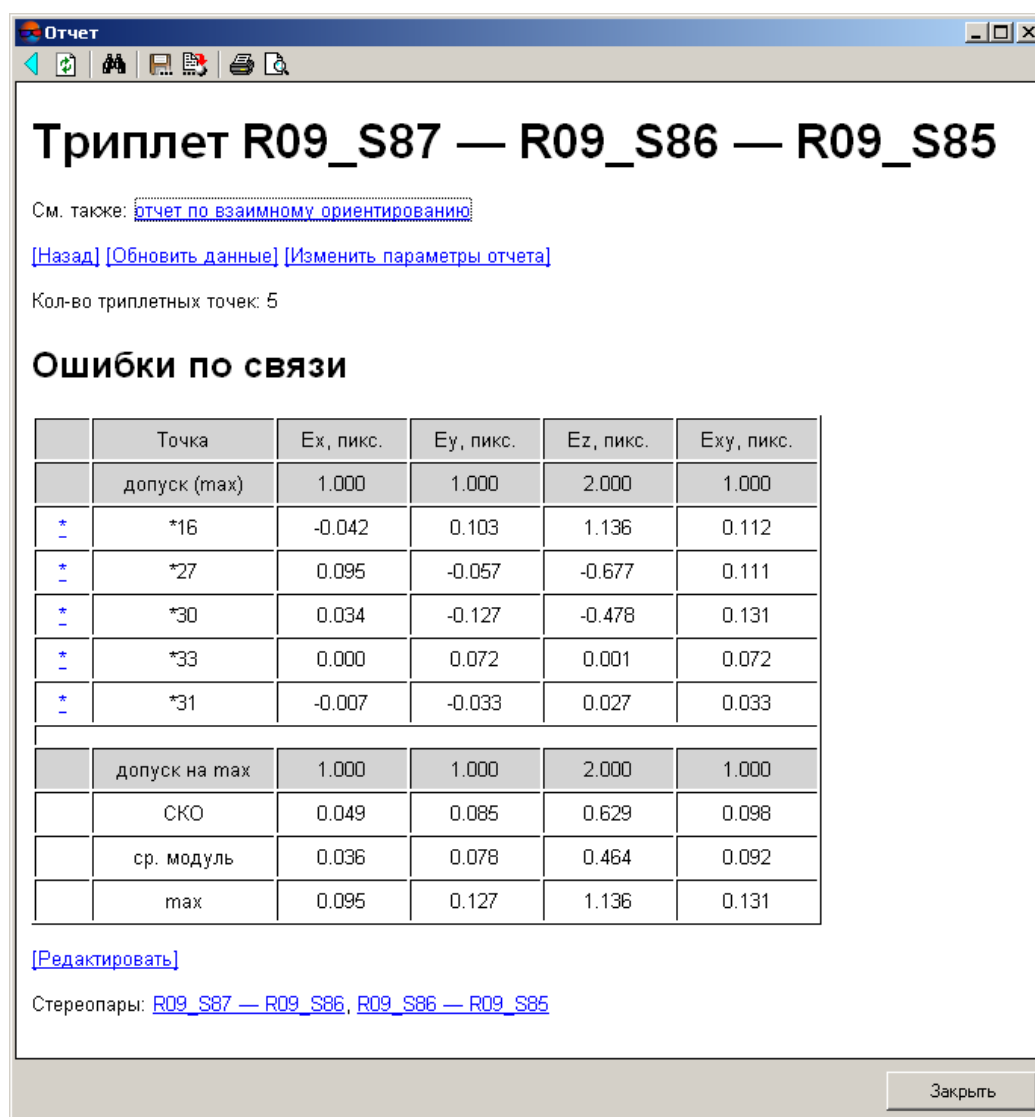 Отчет
Триплет R09_S87 — R09_S86 — R09_S85
См. также: отчет по взаимному ориентированию
[Назад] [Обновить данные] [Изменить параметры отчета]
Кол-во триплетных точек: 5
Ошибки по связи
Точка Ex, пикс. Ey, пикс. Ez, пикс. Exy, пикс.
допуск (max) 1.000 1.000 2.000 1.000
* *16 -0.042 0.103 1.136 0.112
* *27 0.095 -0.057 -0.677 0.111
* *30 0.034 -0.127 -0.478 0.131
* *33 0.000 0.072 0.001 0.072
* *31 -0.007 -0.033 0.027 0.033
допуск на max 1.000 1.000 2.000 1.000
СКО 0.049 0.085 0.629 0.098
ср. модуль 0.036 0.078 0.464 0.092
max 0.095 0.127 1.136 0.131
[Редактировать]
Стереопары: R09_S87 — R09_S86, R09_S86 — R09_S85
Закрыть